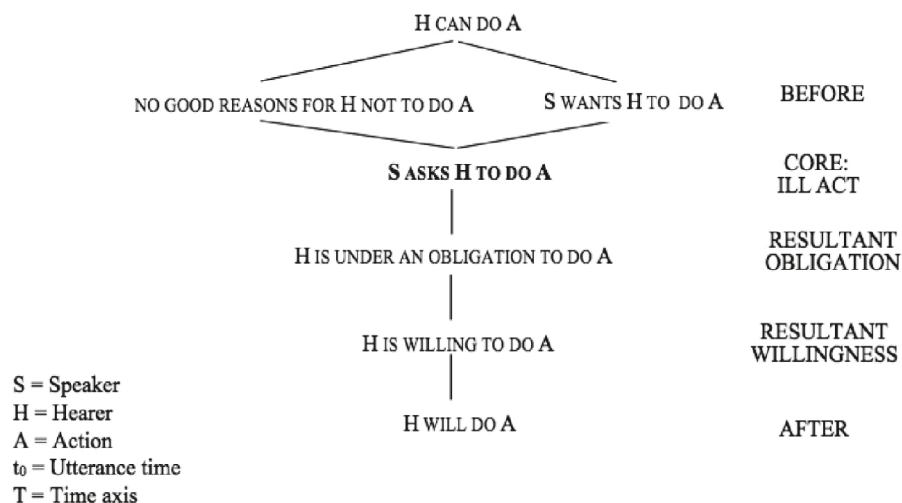 H CAN DO A
NO GOOD REASONS FOR H NOT TO DO A
S WANTS H TO DO A
BEFORE
S ASKS H TO DO A
CORE:
ILL ACT
H IS UNDER AN OBLIGATION TO DO A
RESULTANT
OBLIGATION
H IS WILLING TO DO A
RESULTANT
WILLINGNESS
H WILL DO A
AFTER
S = Speaker
H = Hearer
A = Action
t₀ = Utterance time
T = Time axis